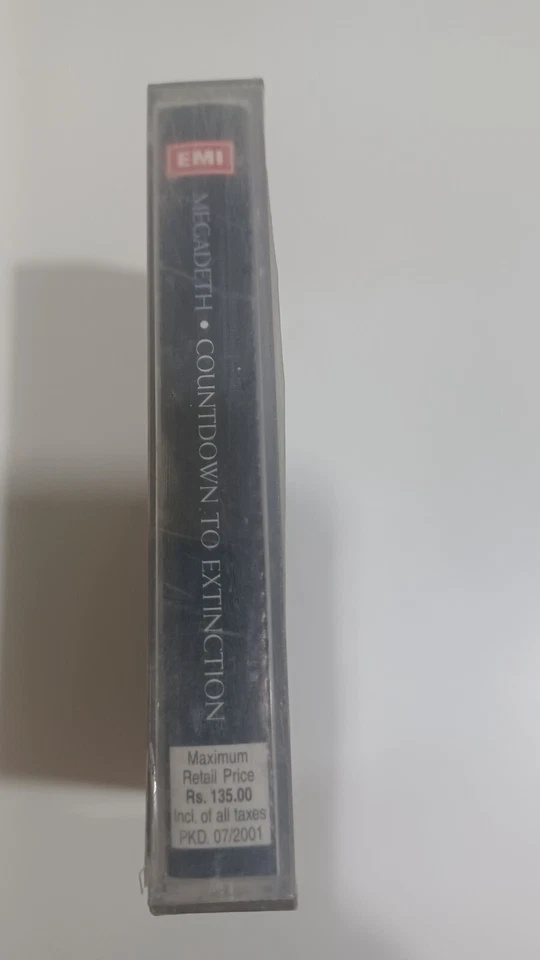 EMI
MEGADETH • COUNTDOWN TO EXTINCTION
Maximum
Retail Price
Rs. 135.00
Incl. of all taxes
PKD. 07/2001